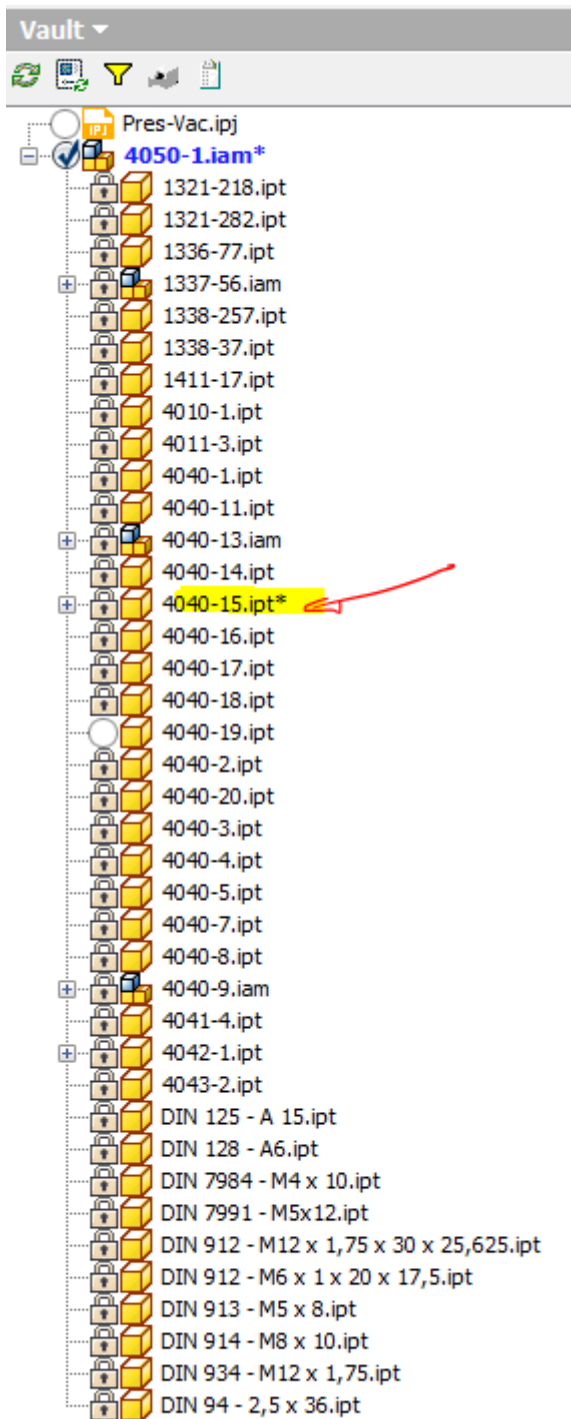 Vault
IPJ Pres-Vac.ipj
4050-1.iam*
1321-218.ipt
1321-282.ipt
1336-77.ipt
1337-56.iam
1338-257.ipt
1338-37.ipt
1411-17.ipt
4010-1.ipt
4011-3.ipt
4040-1.ipt
4040-11.ipt
4040-13.iam
4040-14.ipt
4040-15.ipt*
4040-16.ipt
4040-17.ipt
4040-18.ipt
4040-19.ipt
4040-2.ipt
4040-20.ipt
4040-3.ipt
4040-4.ipt
4040-5.ipt
4040-7.ipt
4040-8.ipt
4040-9.iam
4041-4.ipt
4042-1.ipt
4043-2.ipt
DIN 125 - A 15.ipt
DIN 128 - A6.ipt
DIN 7984 - M4 x 10.ipt
DIN 7991 - M5x12.ipt
DIN 912 - M12 x 1,75 x 30 x 25,625.ipt
DIN 912 - M6 x 1 x 20 x 17,5.ipt
DIN 913 - M5 x 8.ipt
DIN 914 - M8 x 10.ipt
DIN 934 - M12 x 1,75.ipt
DIN 94 - 2,5 x 36.ipt